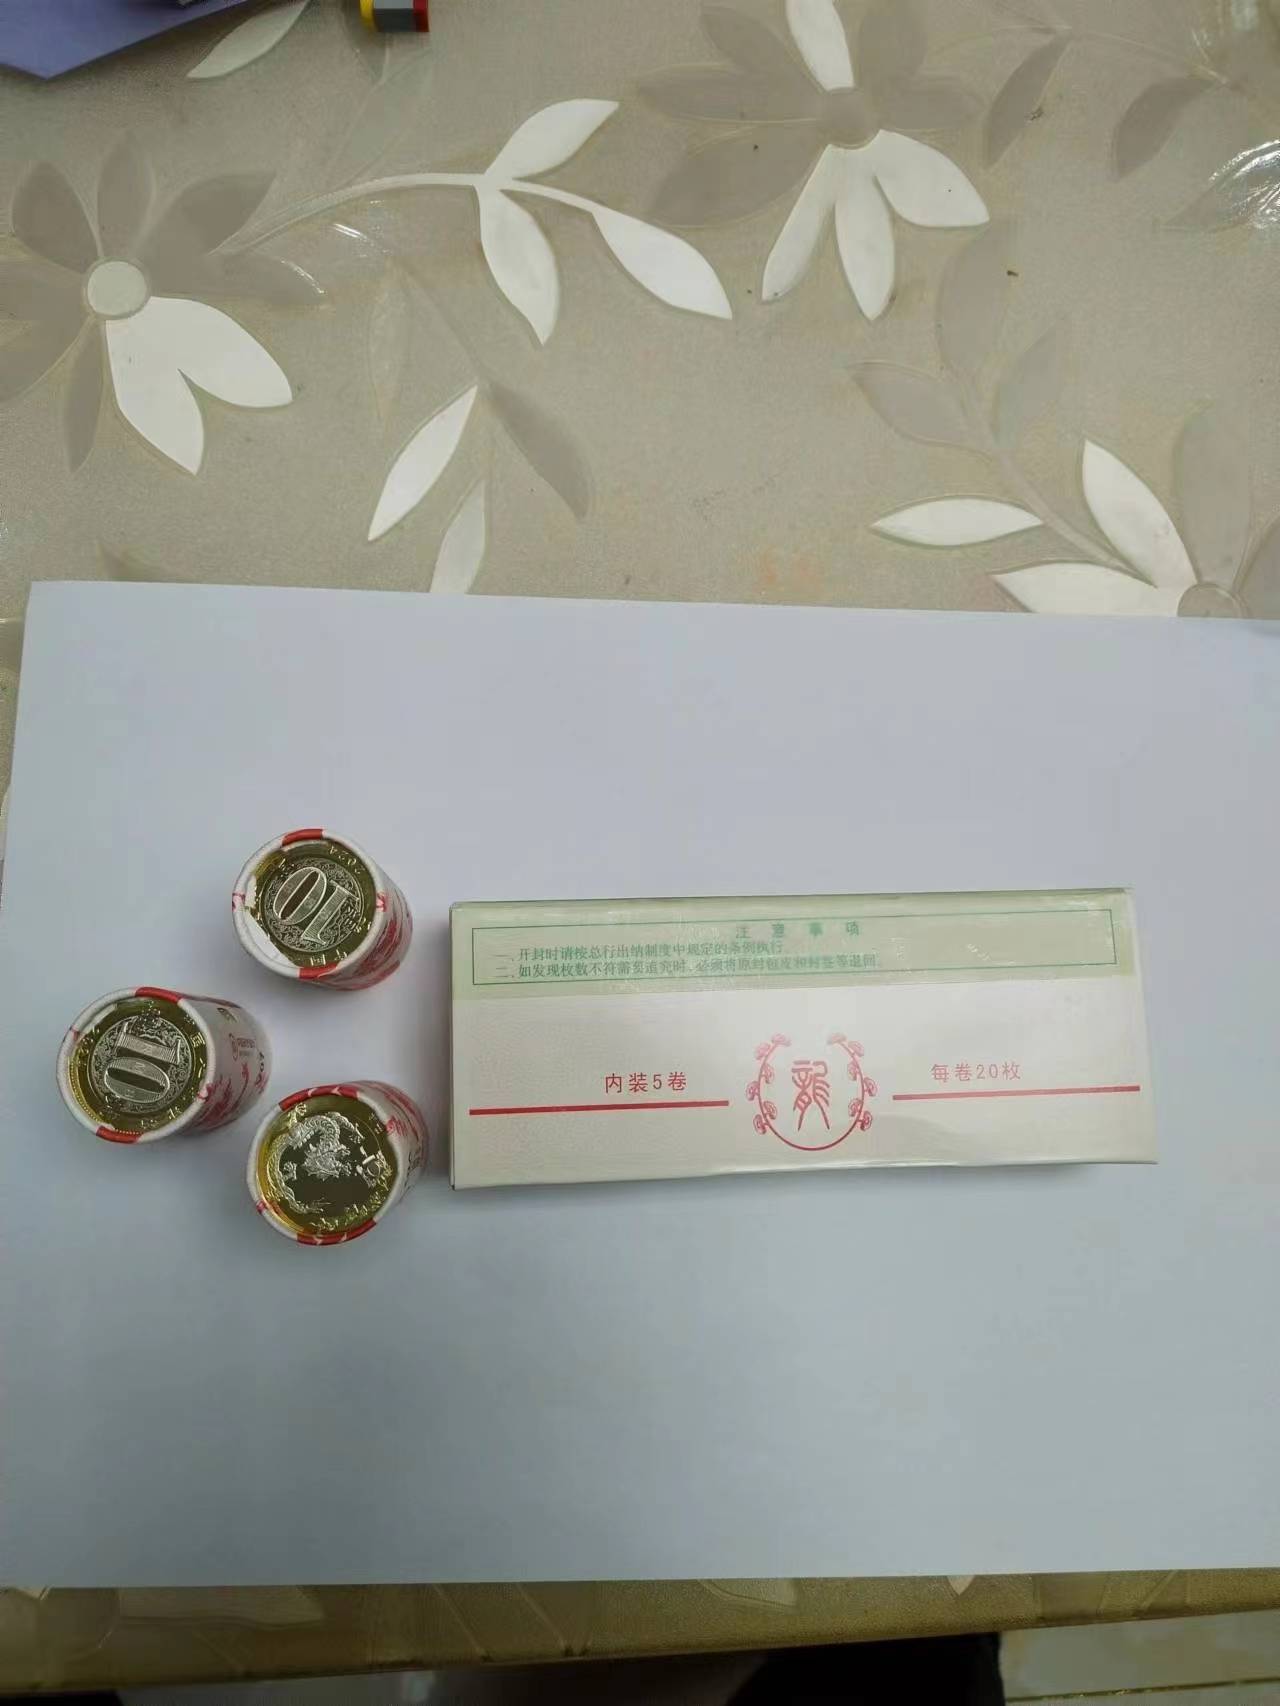 注意事项
一、开封时请按总行出纳制度中规定的条例执行。
二、如发现枚数不符需要追究时，必须将原封包皮和封签等退回。
内装5卷
龍
每卷20枚
2024
10
10